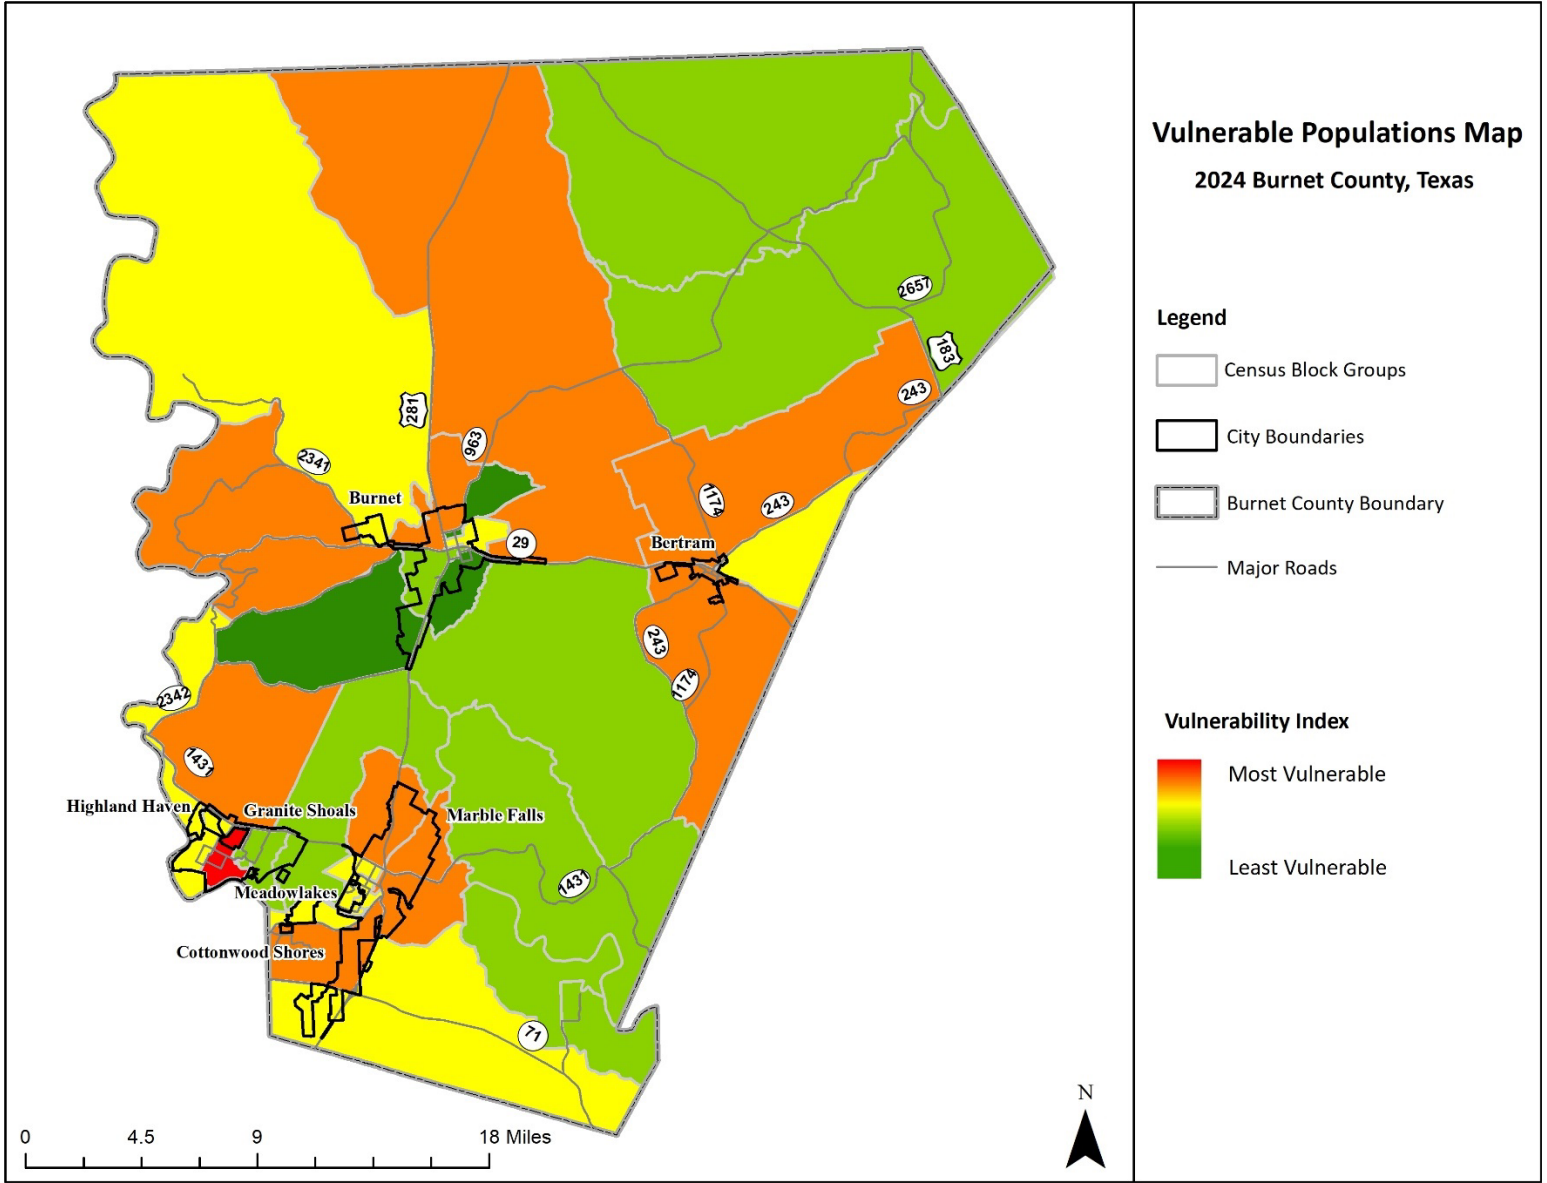 Vulnerable Populations Map
2024 Burnet County, Texas
Legend
Census Block Groups
City Boundaries
Burnet County Boundary
Major Roads
Vulnerability Index
Most Vulnerable
Least Vulnerable
2657
183
243
281
963
2341
Burnet
1174
243
29
Bertram
243
1174
2342
1431
Highland Haven
Granite Shoals
Marble Falls
1431
Meadowlakes
Cottonwood Shores
71
N
0 4.5 9 18 Miles